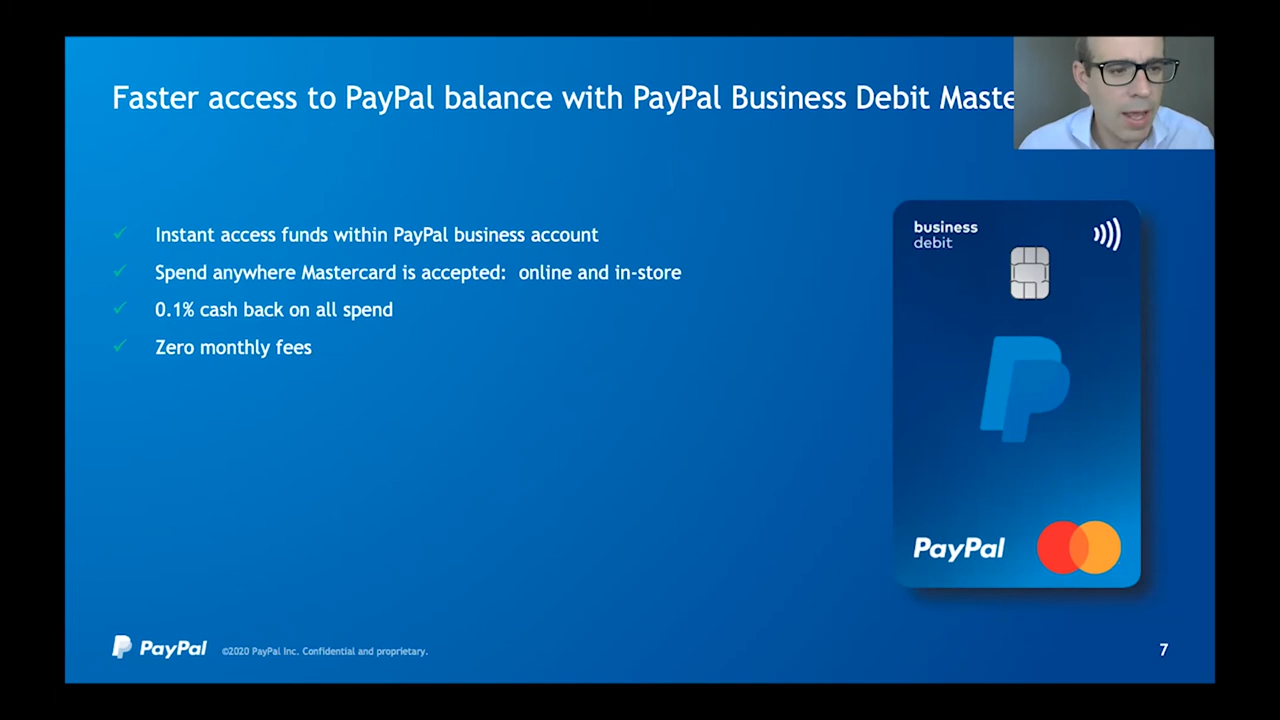 Faster access to PayPal balance with PayPal Business Debit Maste
Instant access funds within PayPal business account
Spend anywhere Mastercard is accepted:  online and in-store
0.1% cash back on all spend
Zero monthly fees
business
debit
PayPal
PayPal
©2020 PayPal Inc. Confidential and proprietary.
7